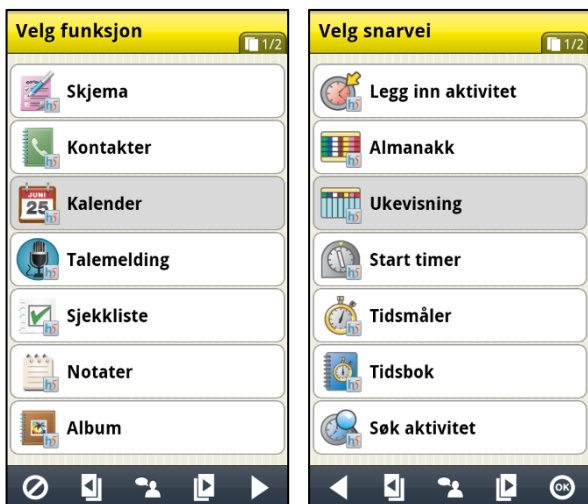 Velg funksjon
1/2
Skjema
Kontakter
JUNI
25
Kalender
Talemelding
Sjekkliste
Notater
Album
Velg snarvei
1/2
Legg inn aktivitet
Almanakk
Ukevisning
Start timer
Tidsmåler
Tidsbok
Søk aktivitet
OK